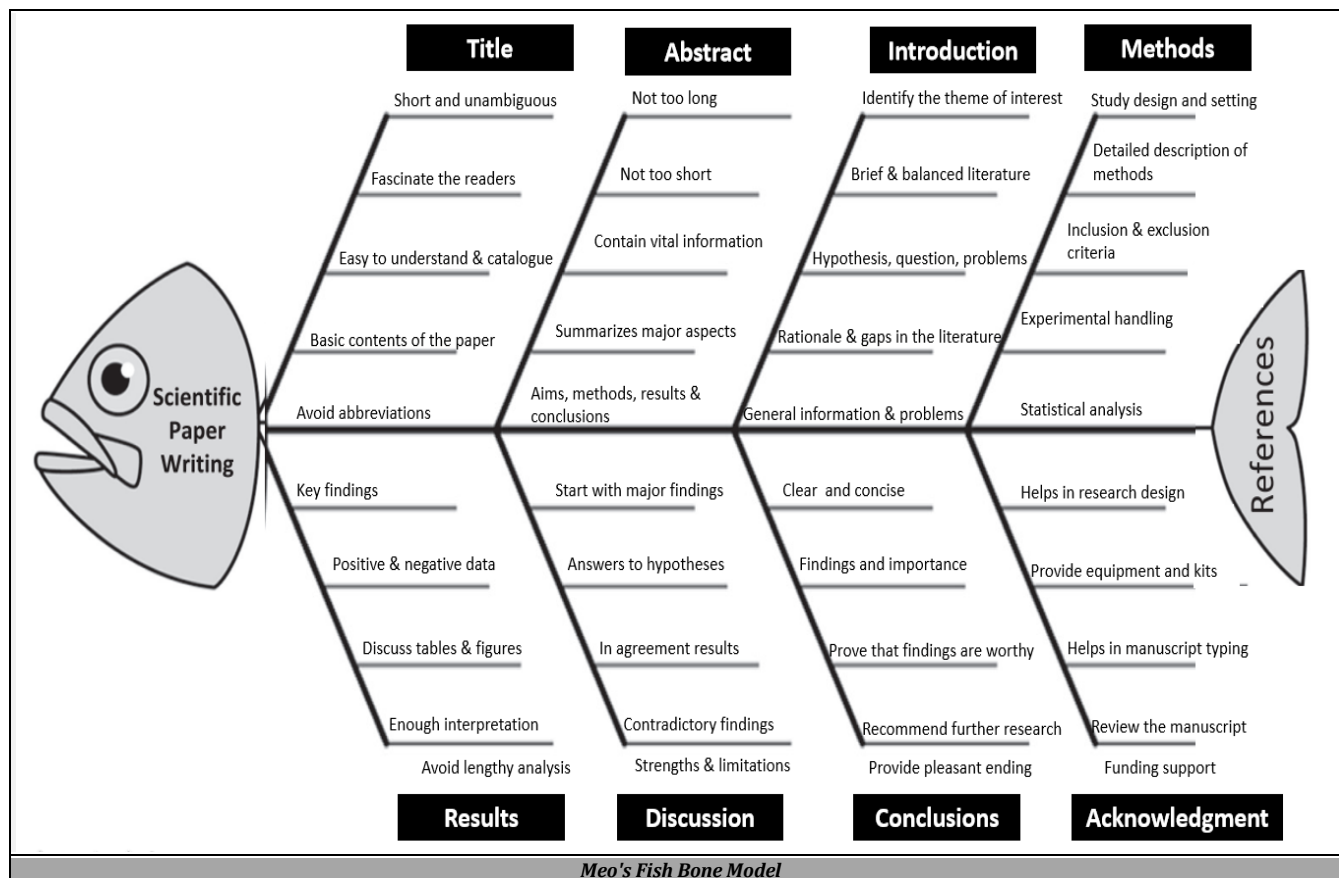 Title
Abstract
Introduction
Methods
Short and unambiguous
Fascinate the readers
Easy to understand & catalogue
Basic contents of the paper
Avoid abbreviations
Not too long
Not too short
Contain vital information
Summarizes major aspects
Aims, methods, results &
conclusions
Identify the theme of interest
Brief & balanced literature
Hypothesis, question, problems
Rationale & gaps in the literature
General information & problems
Study design and setting
Detailed description of
methods
Inclusion & exclusion
criteria
Experimental handling
Statistical analysis
Scientific
Paper
Writing
References
Key findings
Positive & negative data
Discuss tables & figures
Enough interpretation
Avoid lengthy analysis
Start with major findings
Answers to hypotheses
In agreement results
Contradictory findings
Strengths & limitations
Clear and concise
Findings and importance
Prove that findings are worthy
Recommend further research
Provide pleasant ending
Helps in research design
Provide equipment and kits
Helps in manuscript typing
Review the manuscript
Funding support
Results
Discussion
Conclusions
Acknowledgment
Meo's Fish Bone Model